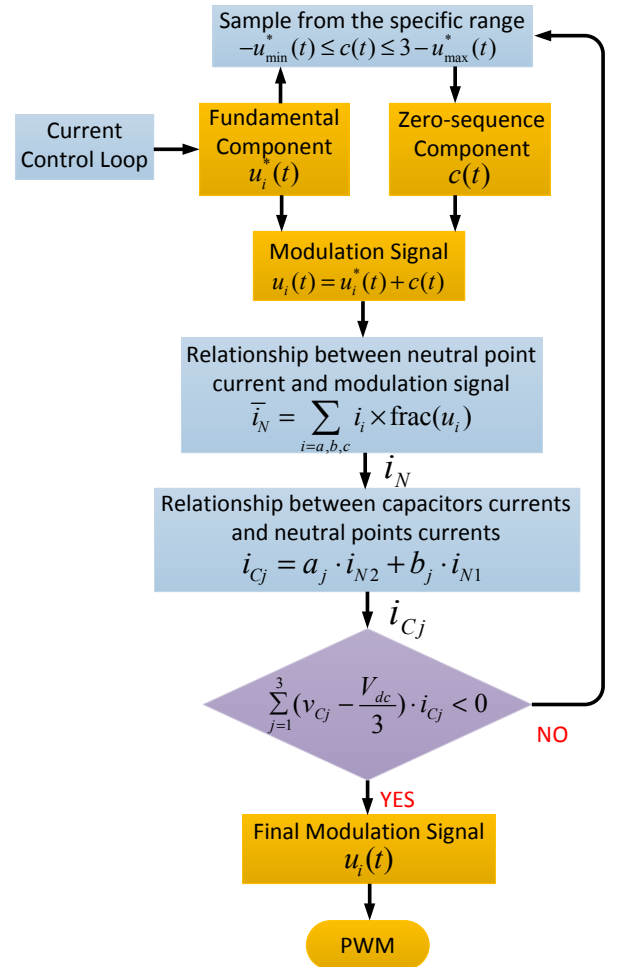 Sample from the specific range
−u*min(t) ≤ c(t) ≤ 3 − u*max(t)
Current
Control Loop
Fundamental
Component
u*i(t)
Zero-sequence
Component
c(t)
Modulation Signal
ui(t) = u*i(t) + c(t)
Relationship between neutral point
current and modulation signal
i̅N = ∑i=a,b,c ii × frac(ui)
iN
Relationship between capacitors currents
and neutral points currents
iCj = aj · iN2 + bj · iN1
iCj
∑3j=1 (vCj − Vdc/3) · iCj < 0
NO
YES
Final Modulation Signal
ui(t)
PWM